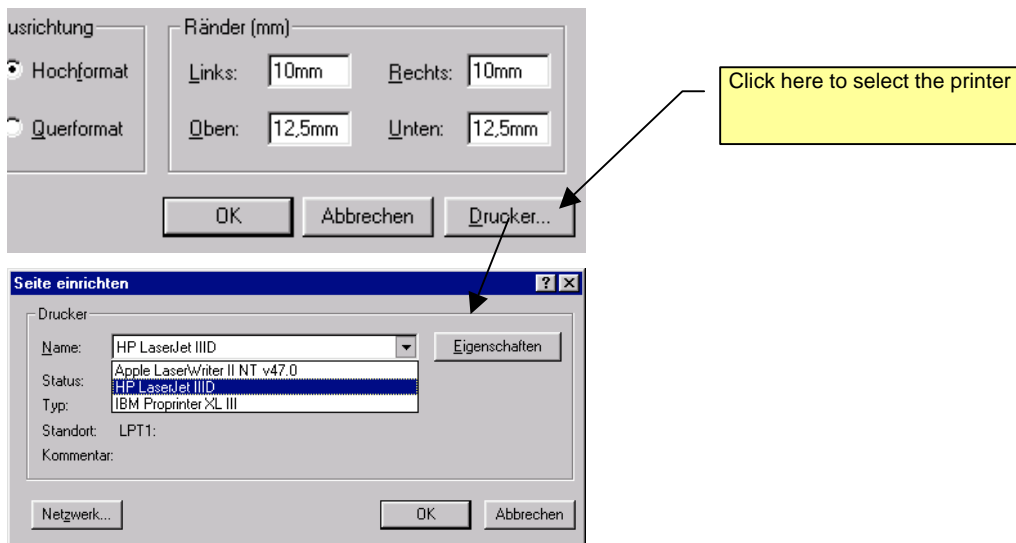 usrichtung
Ränder (mm)
Hochformat
Links: 10mm Rechts: 10mm
Querformat
Oben: 12,5mm Unten: 12,5mm
OK Abbrechen Drucker...
Click here to select the printer
Seite einrichten
Drucker
Name: HP LaserJet IIID Eigenschaften
Apple LaserWriter II NT v47.0
Status: HP LaserJet IIID
Typ: IBM Proprinter XL III
Standort: LPT1:
Kommentar:
Netzwerk... OK Abbrechen